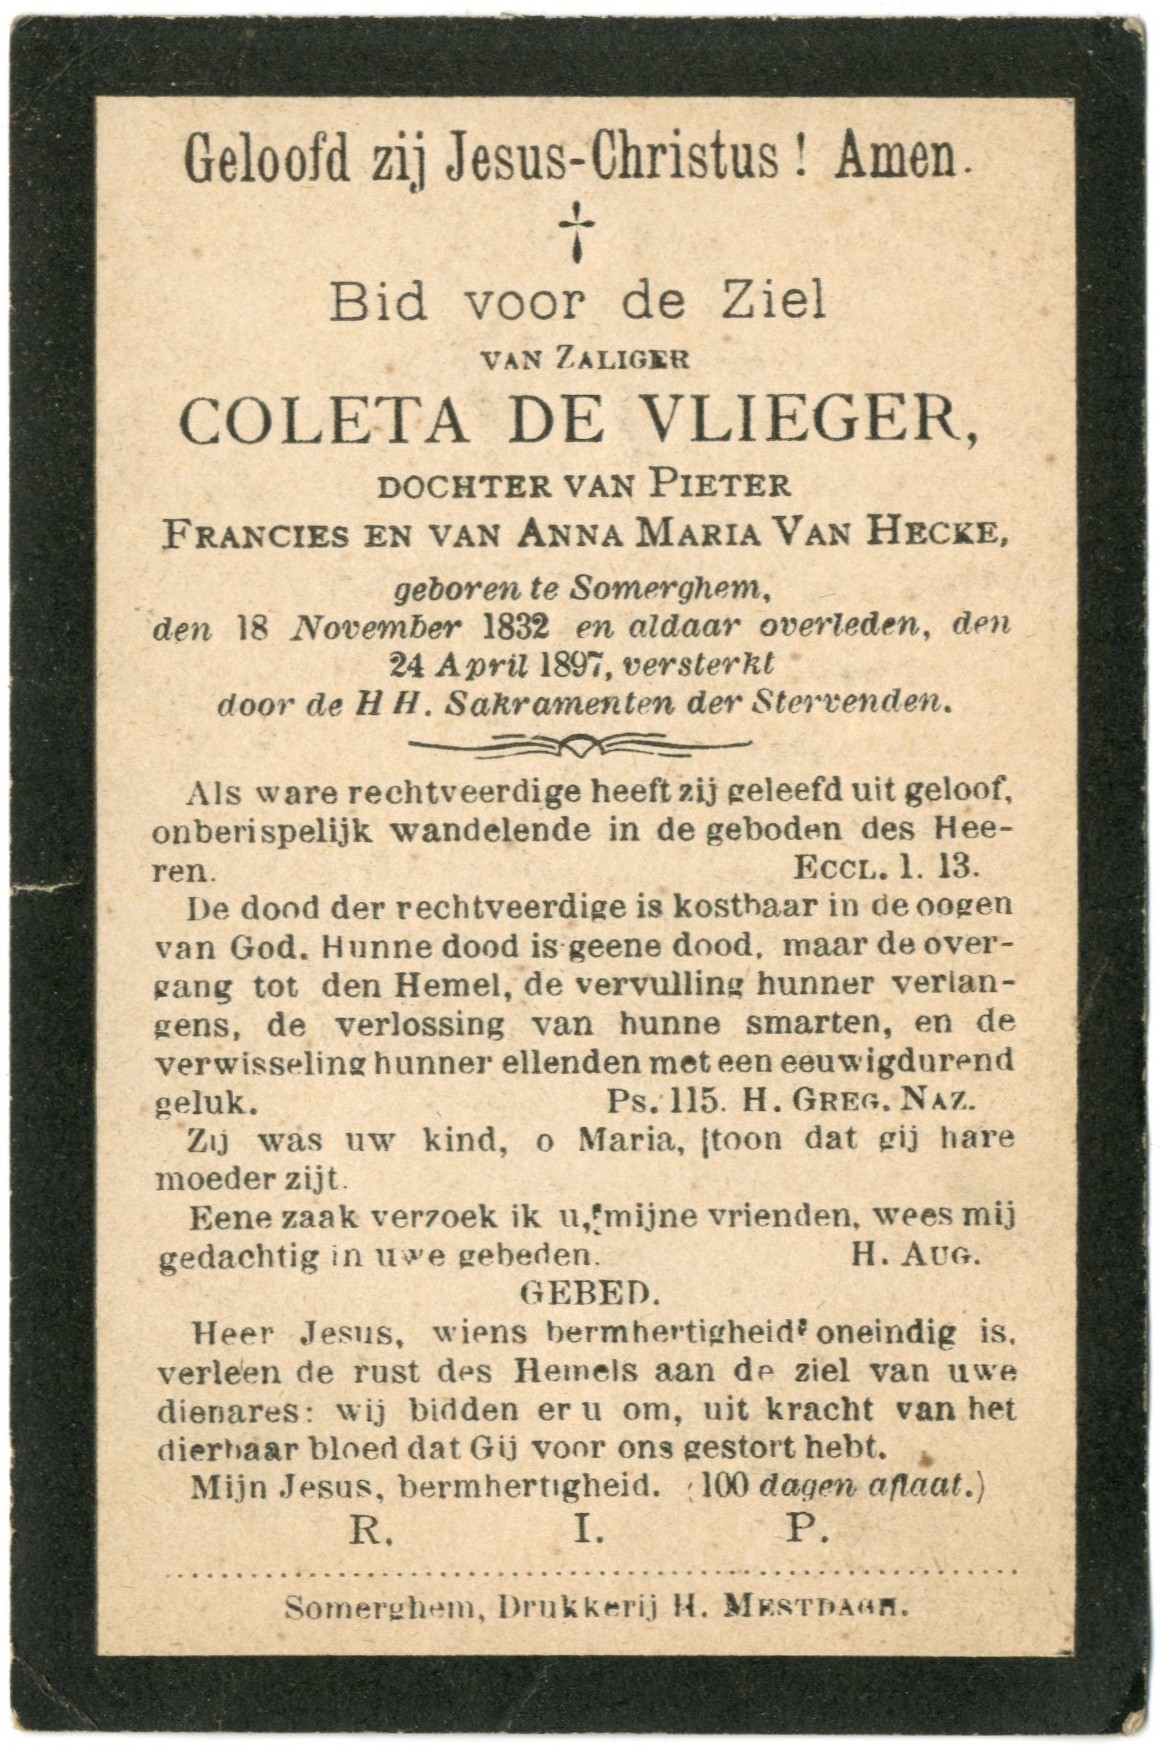 Geloofd zij Jesus-Christus ! Amen.
Bid voor de Ziel
VAN ZALIGER
COLETA DE VLIEGER,
DOCHTER VAN PIETER
FRANCIES EN VAN ANNA MARIA VAN HECKE,
geboren te Somerghem,
den 18 November 1832 en aldaar overleden, den
24 April 1897, versterkt
door de H H. Sakramenten der Stervenden.
Als ware rechtveerdige heeft zij geleefd uit geloof,
onberispelijk wandelende in de geboden des Hee-
ren. ECCL. 1. 13.
De dood der rechtveerdige is kostbaar in de oogen
van God. Hunne dood is geene dood, maar de over-
gang tot den Hemel, de vervulling hunner verlan-
gens, de verlossing van hunne smarten, en de
verwisseling hunner ellenden met een eeuwigdurend
geluk. Ps. 115. H. GREG. NAZ.
Zij was uw kind, o Maria, toon dat gij hare
moeder zijt.
Eene zaak verzoek ik u, mijne vrienden, wees mij
gedachtig in uwe gebeden. H. AUG.
GEBED.
Heer Jesus, wiens bermhertigheid oneindig is,
verleen de rust des Hemels aan de ziel van uwe
dienares: wij bidden er u om, uit kracht van het
dierbaar bloed dat Gij voor ons gestort hebt.
Mijn Jesus, bermhertigheid. (100 dagen aflaat.)
R. I. P.
Somerghem, Drukkerij H. MESTDAGH.